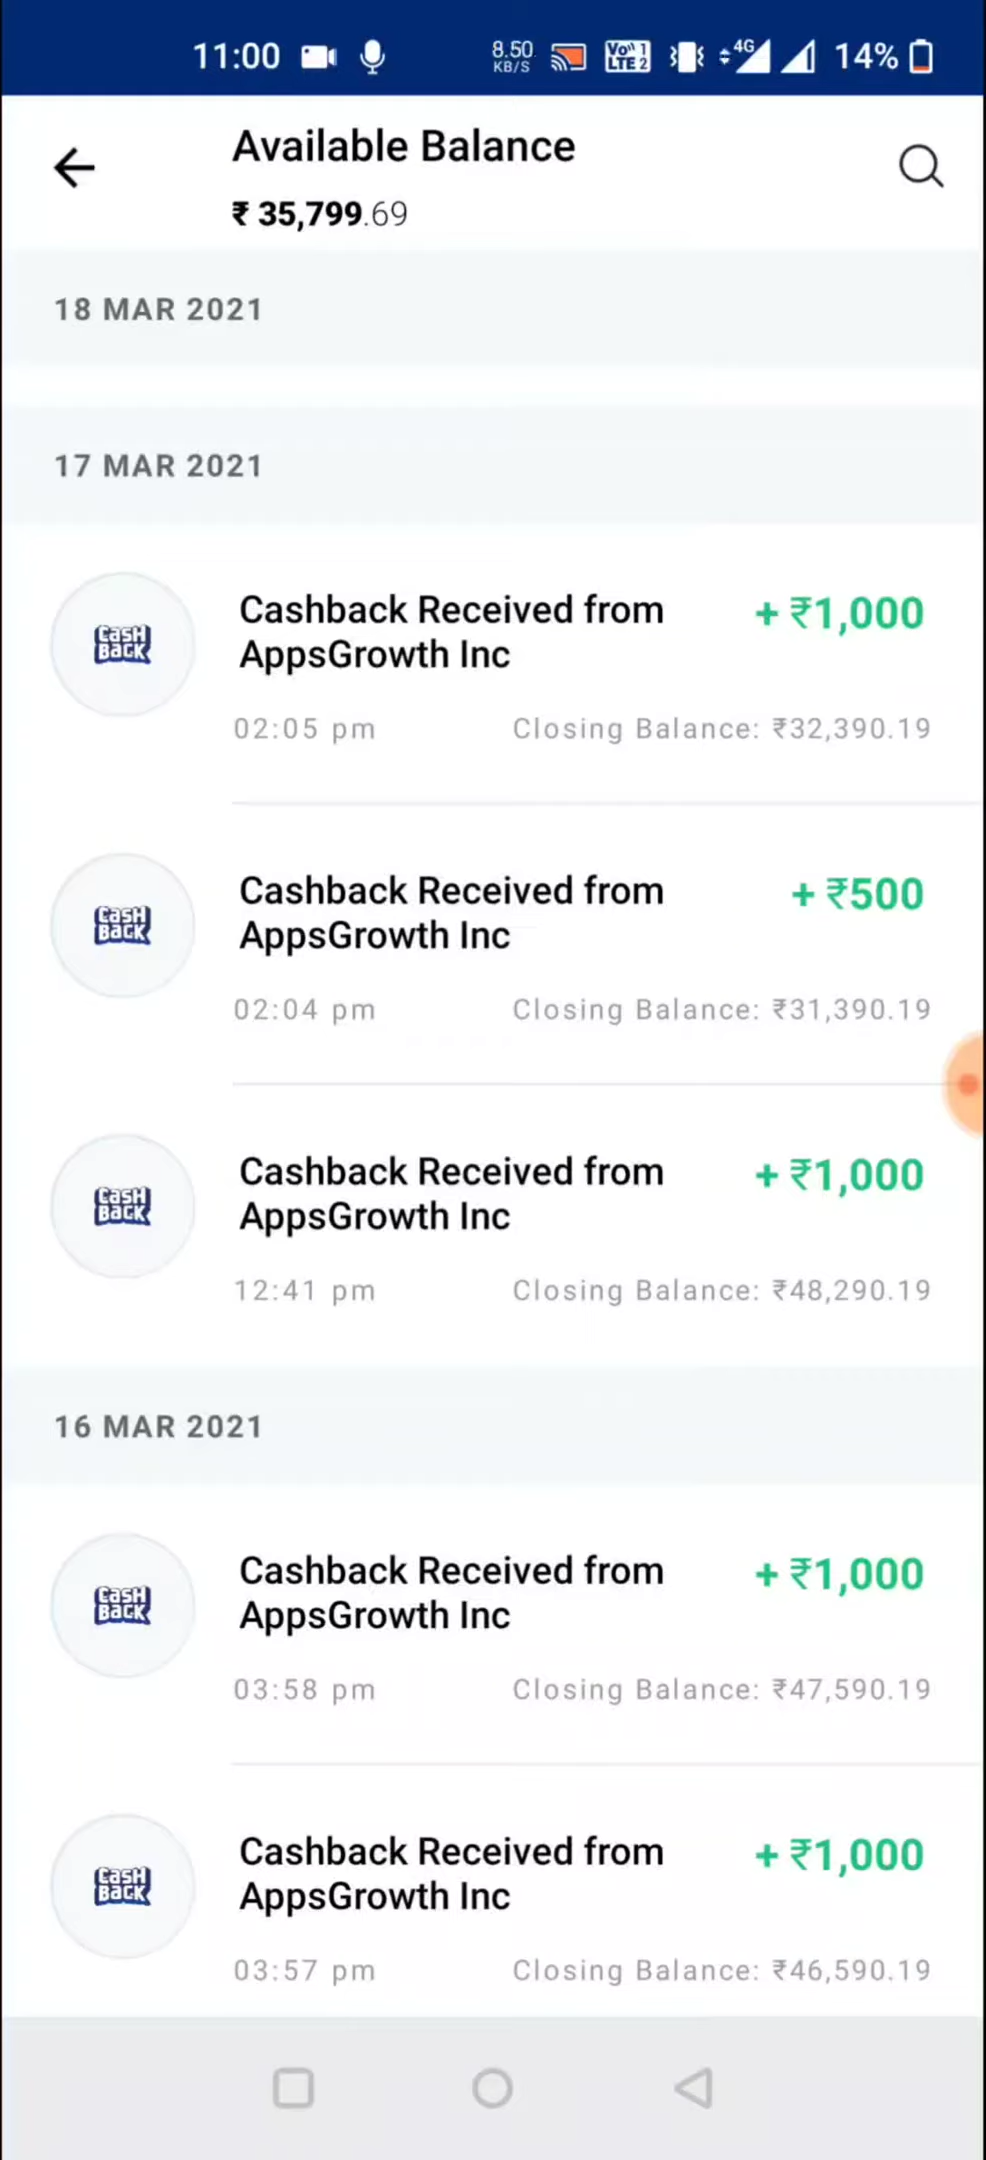 11:00 8.50 KB/S Vo)) 1 LTE 2 4G 14%
Available Balance
₹ 35,799.69
18 MAR 2021
17 MAR 2021
CASH BACK
Cashback Received from
AppsGrowth Inc
+ ₹1,000
02:05 pm Closing Balance: ₹32,390.19
CASH BACK
Cashback Received from
AppsGrowth Inc
+ ₹500
02:04 pm Closing Balance: ₹31,390.19
CASH BACK
Cashback Received from
AppsGrowth Inc
+ ₹1,000
12:41 pm Closing Balance: ₹48,290.19
16 MAR 2021
CASH BACK
Cashback Received from
AppsGrowth Inc
+ ₹1,000
03:58 pm Closing Balance: ₹47,590.19
CASH BACK
Cashback Received from
AppsGrowth Inc
+ ₹1,000
03:57 pm Closing Balance: ₹46,590.19